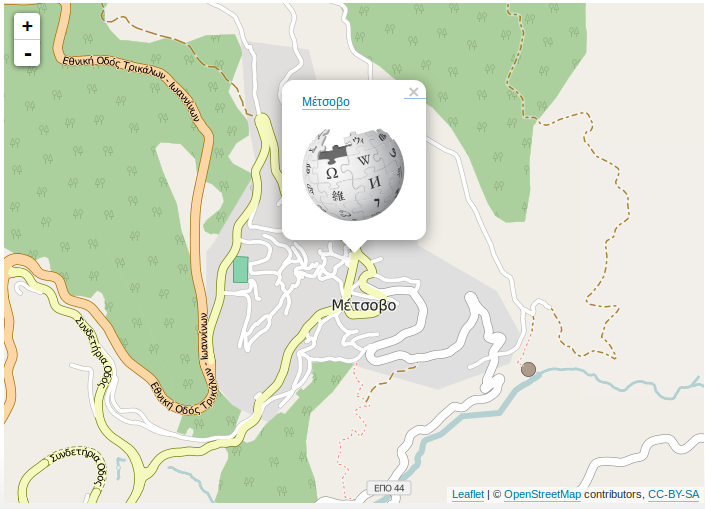 +
-
Εθνική Οδός Τρικάλων - Ιωαννίνων
Μέτσοβο
×
Ω
W
И
維
Μέτσοβο
Συνδετήρια Οδός
Εθνική Οδός Τρικάλων - Ιωαννίνων
Συνδετήρια Οδός
ΕΠΟ 44
Leaflet | © OpenStreetMap contributors, CC-BY-SA